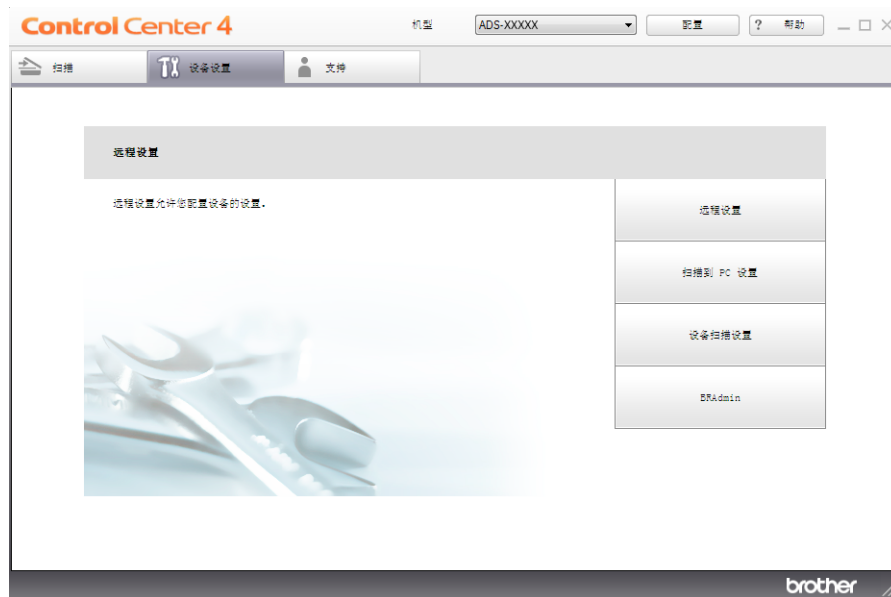 Control Center 4
机型
ADS-XXXXX
配置
? 帮助
扫描
设备设置
支持
远程设置
远程设置允许您配置设备的设置.
远程设置
扫描到 PC 设置
设备扫描设置
BRAdmin
brother